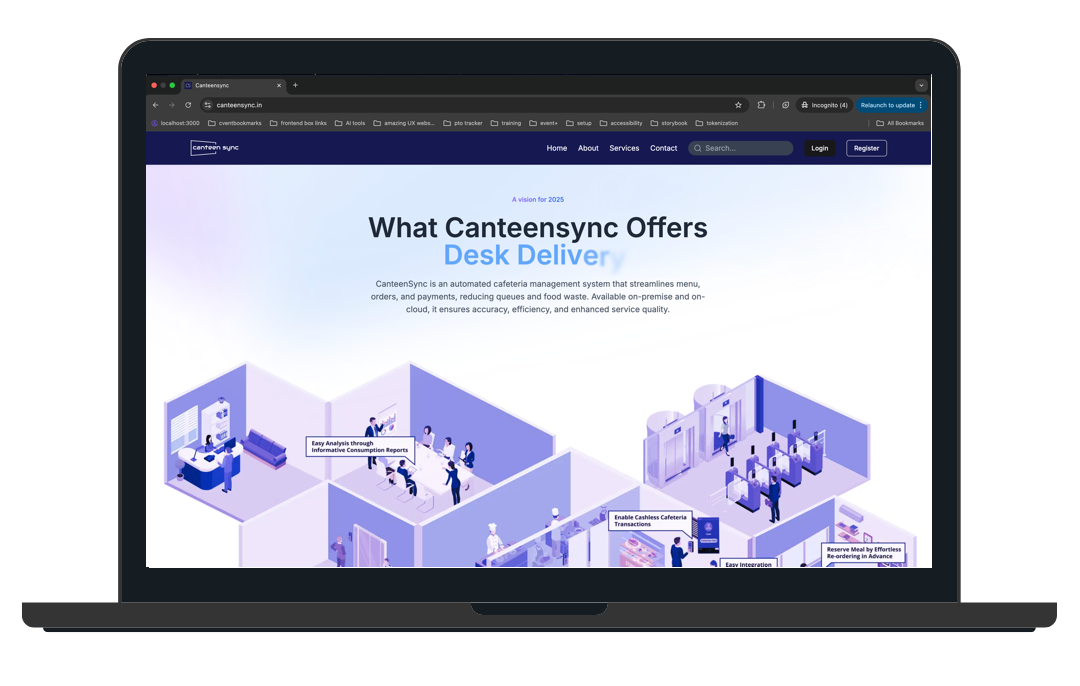 Canteensync
canteensync.in
Incognito (4)
Relaunch to update
localhost:3000
cventbookmarks
frontend box links
AI tools
amazing UX webs...
pto tracker
training
event+
setup
accessibility
storybook
tokenization
All Bookmarks
canteen sync
Home
About
Services
Contact
Search...
Login
Register
A vision for 2025
What Canteensync Offers
Desk Delivery
CanteenSync is an automated cafeteria management system that streamlines menu,
orders, and payments, reducing queues and food waste. Available on-premise and on-
cloud, it ensures accuracy, efficiency, and enhanced service quality.
Easy Analysis through
Informative Consumption Reports
Enable Cashless Cafeteria
Transactions
Reserve Meal by Effortless
Re-ordering in Advance
Easy Integration